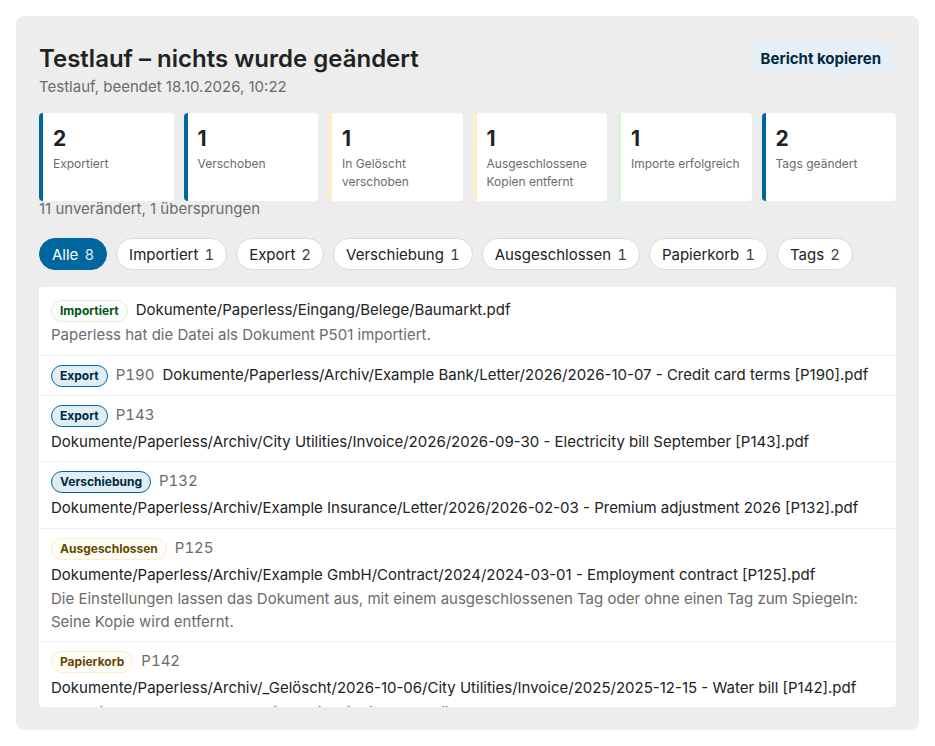 Testlauf – nichts wurde geändert
Bericht kopieren
Testlauf, beendet 18.10.2026, 10:22
2
Exportiert
1
Verschoben
1
In Gelöscht
verschoben
1
Ausgeschlossene
Kopien entfernt
1
Importe erfolgreich
2
Tags geändert
11 unverändert, 1 übersprungen
Alle 8
Importiert 1
Export 2
Verschiebung 1
Ausgeschlossen 1
Papierkorb 1
Tags 2
Importiert Dokumente/Paperless/Eingang/Belege/Baumarkt.pdf
Paperless hat die Datei als Dokument P501 importiert.
Export P190 Dokumente/Paperless/Archiv/Example Bank/Letter/2026/2026-10-07 - Credit card terms [P190].pdf
Export P143
Dokumente/Paperless/Archiv/City Utilities/Invoice/2026/2026-09-30 - Electricity bill September [P143].pdf
Verschiebung P132
Dokumente/Paperless/Archiv/Example Insurance/Letter/2026/2026-02-03 - Premium adjustment 2026 [P132].pdf
Ausgeschlossen P125
Dokumente/Paperless/Archiv/Example GmbH/Contract/2024/2024-03-01 - Employment contract [P125].pdf
Die Einstellungen lassen das Dokument aus, mit einem ausgeschlossenen Tag oder ohne einen Tag zum Spiegeln:
Seine Kopie wird entfernt.
Papierkorb P142
Dokumente/Paperless/Archiv/_Gelöscht/2026-10-06/City Utilities/Invoice/2025/2025-12-15 - Water bill [P142].pdf